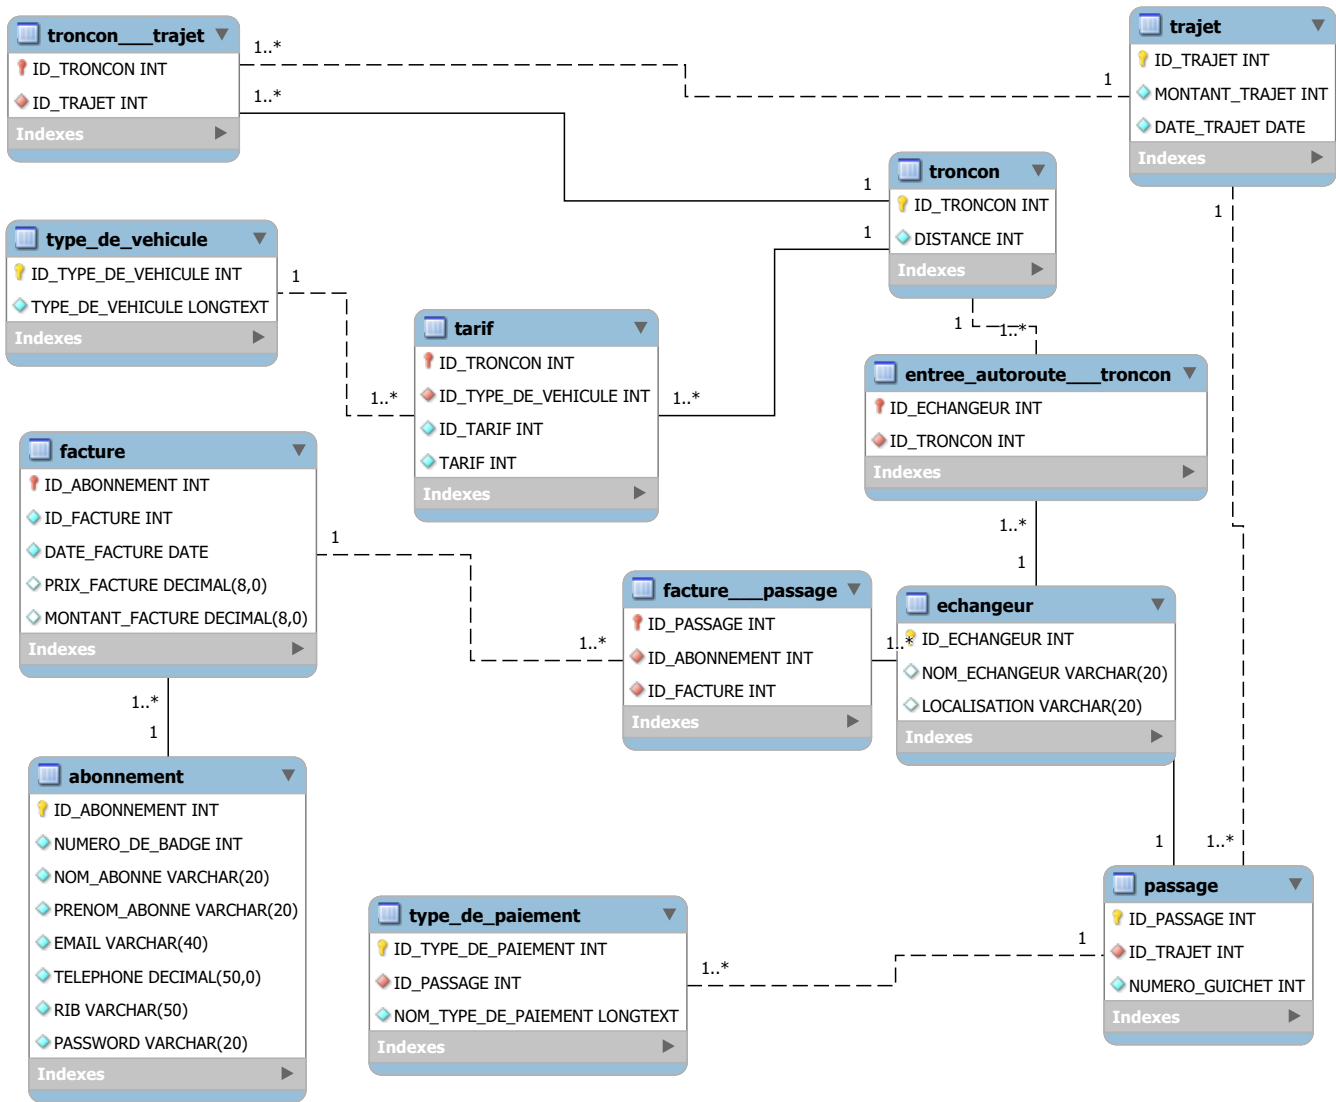 troncon___trajet
ID_TRONCON INT
ID_TRAJET INT
Indexes
1..*
1..*
trajet
ID_TRAJET INT
MONTANT_TRAJET INT
DATE_TRAJET DATE
Indexes
1
1
troncon
ID_TRONCON INT
DISTANCE INT
Indexes
1
1
1
1..*
type_de_vehicule
ID_TYPE_DE_VEHICULE INT
TYPE_DE_VEHICULE LONGTEXT
Indexes
1
1..*
tarif
ID_TRONCON INT
ID_TYPE_DE_VEHICULE INT
ID_TARIF INT
TARIF INT
Indexes
1..*
entree_autoroute___troncon
ID_ECHANGEUR INT
ID_TRONCON INT
Indexes
1..*
1
facture
ID_ABONNEMENT INT
ID_FACTURE INT
DATE_FACTURE DATE
PRIX_FACTURE DECIMAL(8,0)
MONTANT_FACTURE DECIMAL(8,0)
Indexes
1
1..*
1..*
1
facture___passage
ID_PASSAGE INT
ID_ABONNEMENT INT
ID_FACTURE INT
Indexes
1..*
echangeur
ID_ECHANGEUR INT
NOM_ECHANGEUR VARCHAR(20)
LOCALISATION VARCHAR(20)
Indexes
abonnement
ID_ABONNEMENT INT
NUMERO_DE_BADGE INT
NOM_ABONNE VARCHAR(20)
PRENOM_ABONNE VARCHAR(20)
EMAIL VARCHAR(40)
TELEPHONE DECIMAL(50,0)
RIB VARCHAR(50)
PASSWORD VARCHAR(20)
Indexes
type_de_paiement
ID_TYPE_DE_PAIEMENT INT
ID_PASSAGE INT
NOM_TYPE_DE_PAIEMENT LONGTEXT
Indexes
1..*
1
1
1..*
passage
ID_PASSAGE INT
ID_TRAJET INT
NUMERO_GUICHET INT
Indexes